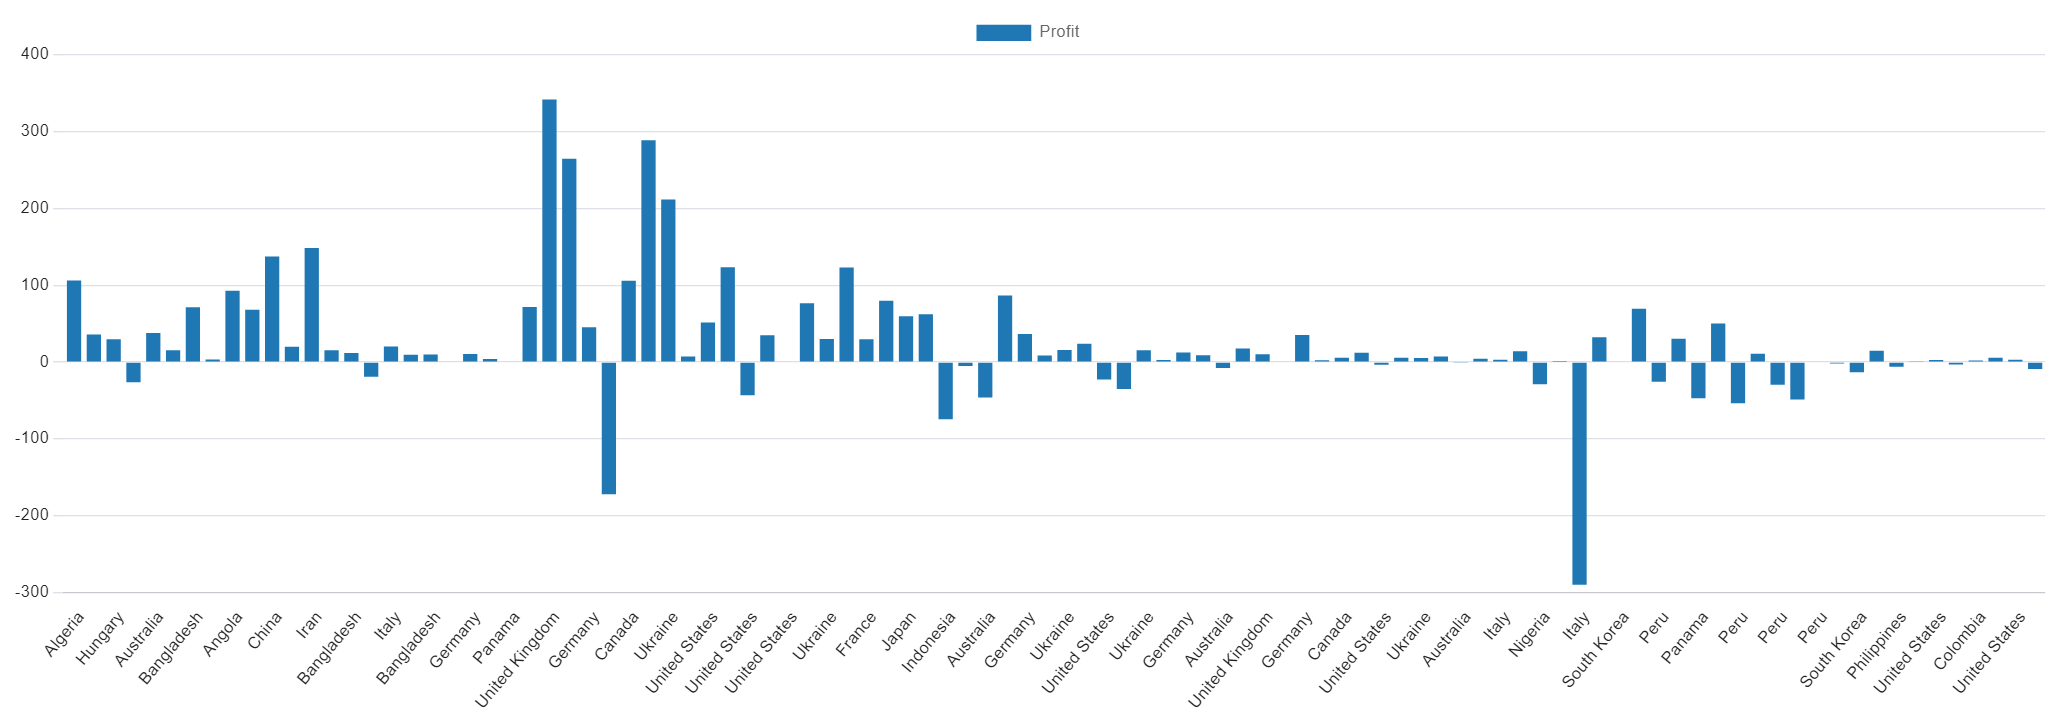 Profit
400
300
200
100
0
-100
-200
-300
Algeria
Hungary
Australia
Bangladesh
Angola
China
Iran
Bangladesh
Italy
Bangladesh
Germany
Panama
United Kingdom
Germany
Canada
Ukraine
United States
United States
United States
Ukraine
France
Japan
Indonesia
Australia
Germany
Ukraine
United States
Ukraine
Germany
Australia
United Kingdom
Germany
Canada
United States
Ukraine
Australia
Italy
Nigeria
Italy
South Korea
Peru
Panama
Peru
Peru
Peru
South Korea
Philippines
United States
Colombia
United States